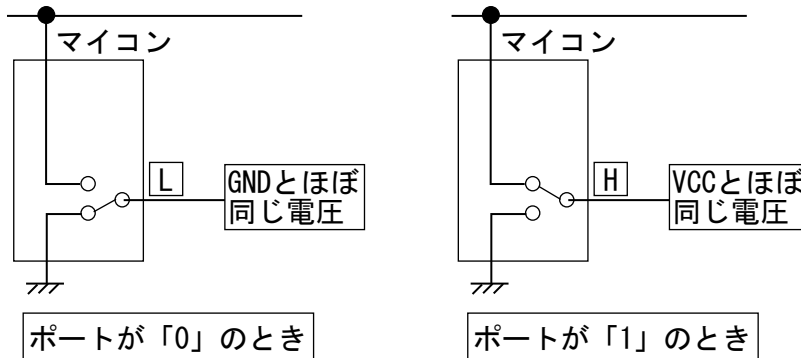 マイコン
L
GNDとほぼ
同じ電圧
ポートが「0」のとき
マイコン
H
VCCとほぼ
同じ電圧
ポートが「1」のとき